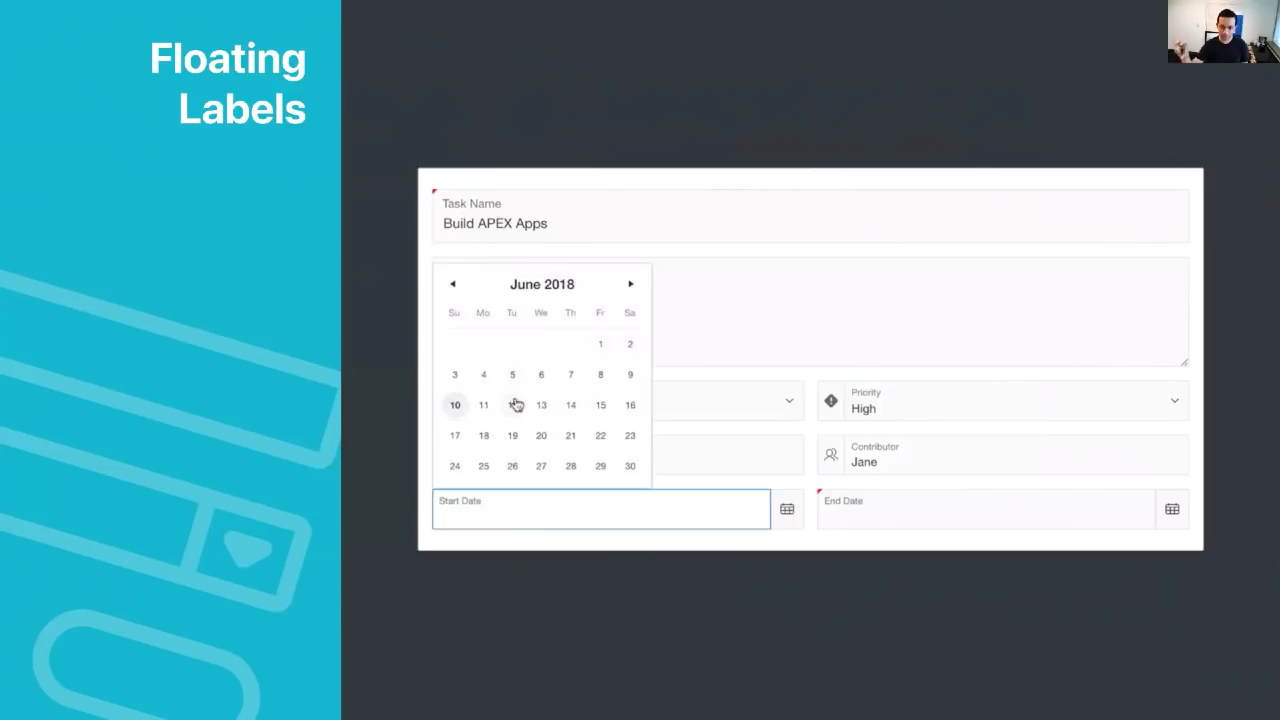 Floating
Labels
Task Name
Build APEX Apps
June 2018
Su Mo Tu We Th Fr Sa
1 2
3 4 5 6 7 8 9
10 11 13 14 15 16
17 18 19 20 21 22 23
24 25 26 27 28 29 30
Priority
High
Contributor
Jane
Start Date
End Date